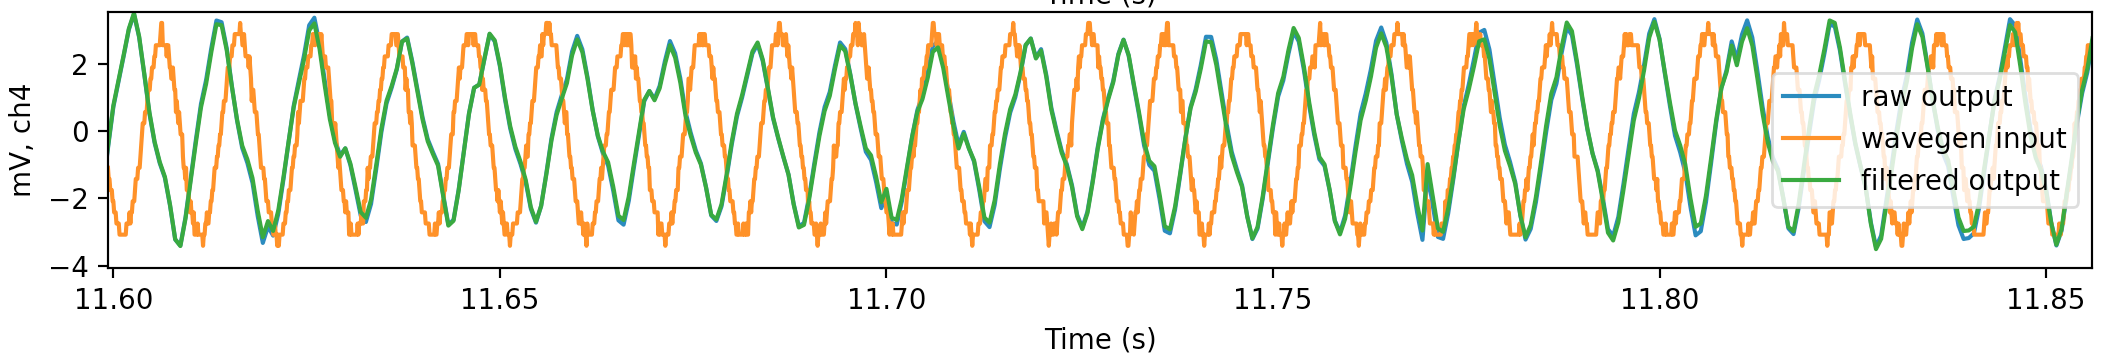 Time (s)
mV, ch4
2
0
−2
−4
raw output
wavegen input
filtered output
11.60 11.65 11.70 11.75 11.80 11.85
Time (s)